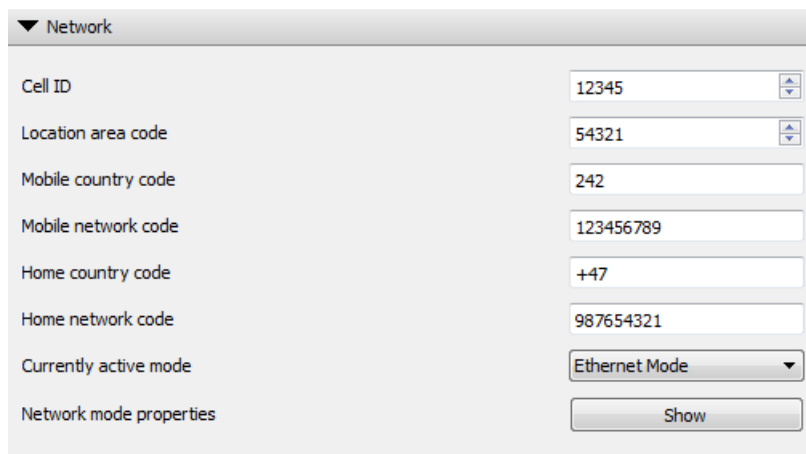 Network
Cell ID 12345
Location area code 54321
Mobile country code 242
Mobile network code 123456789
Home country code +47
Home network code 987654321
Currently active mode Ethernet Mode
Network mode properties Show